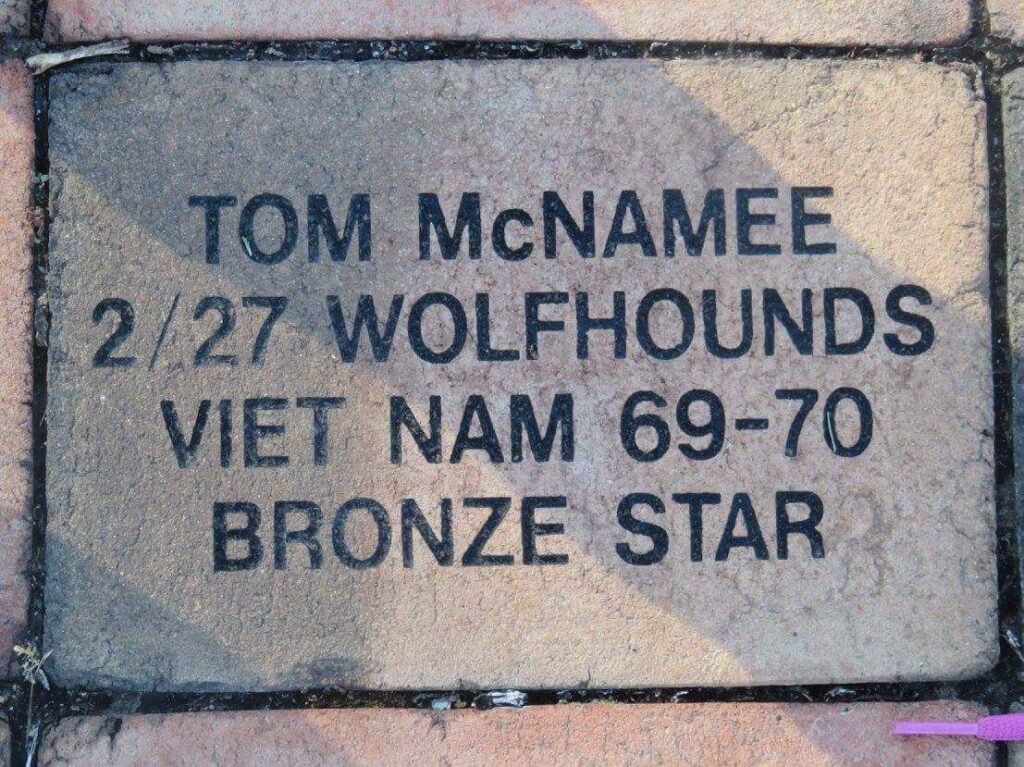 TOM McNAMEE
2/27 WOLFHOUNDS
VIET NAM 69-70
BRONZE STAR